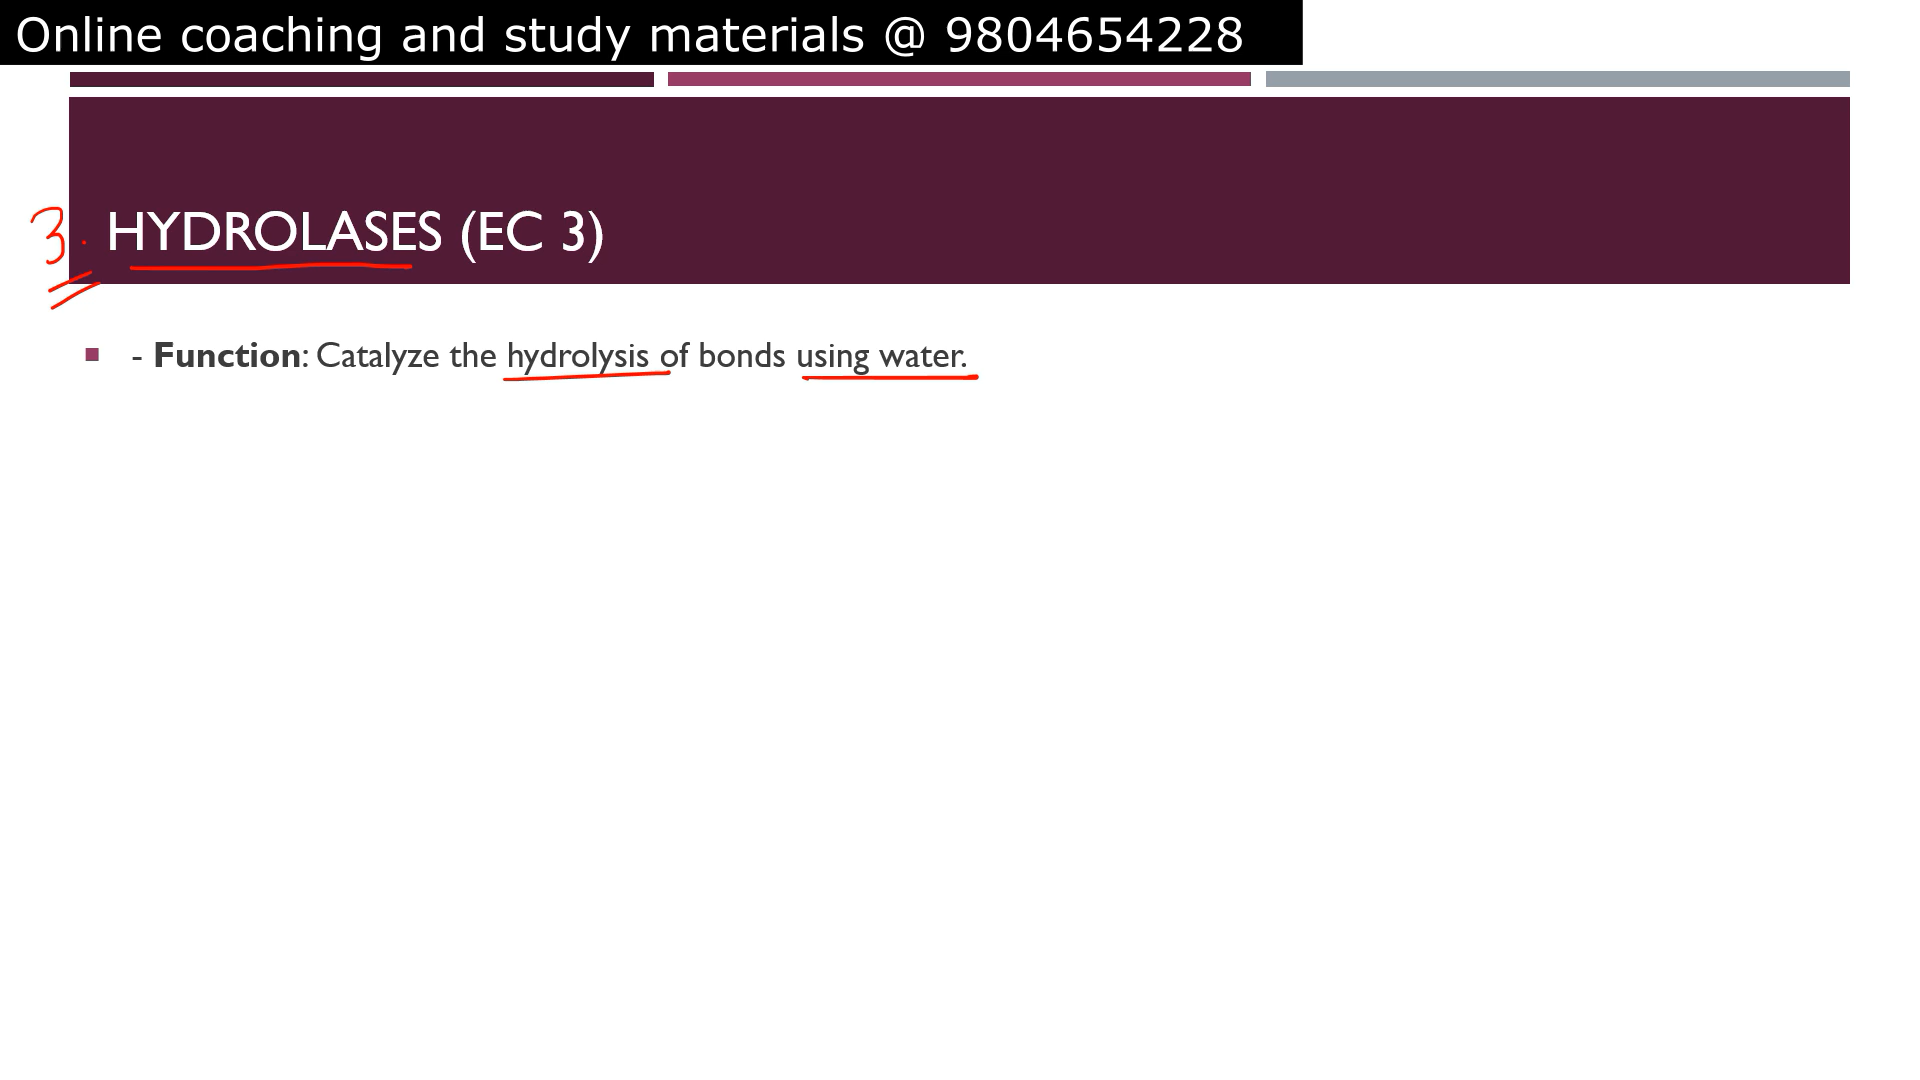 Online coaching and study materials @ 9804654228
3. HYDROLASES (EC 3)
- Function: Catalyze the hydrolysis of bonds using water.